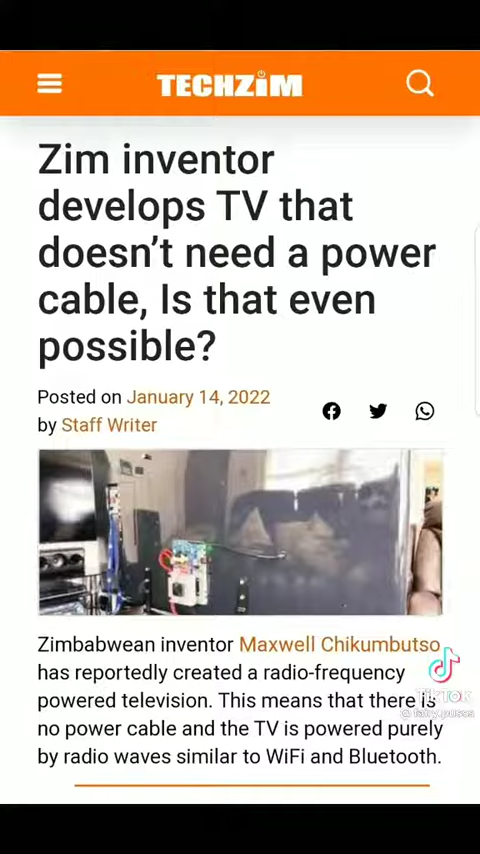 TECHZiM
Zim inventor
develops TV that
doesn't need a power
cable, Is that even
possible?
Posted on January 14, 2022
by Staff Writer
Zimbabwean inventor Maxwell Chikumbutso
has reportedly created a radio-frequency
powered television. This means that there is
no power cable and the TV is powered purely
by radio waves similar to WiFi and Bluetooth.
TikTok